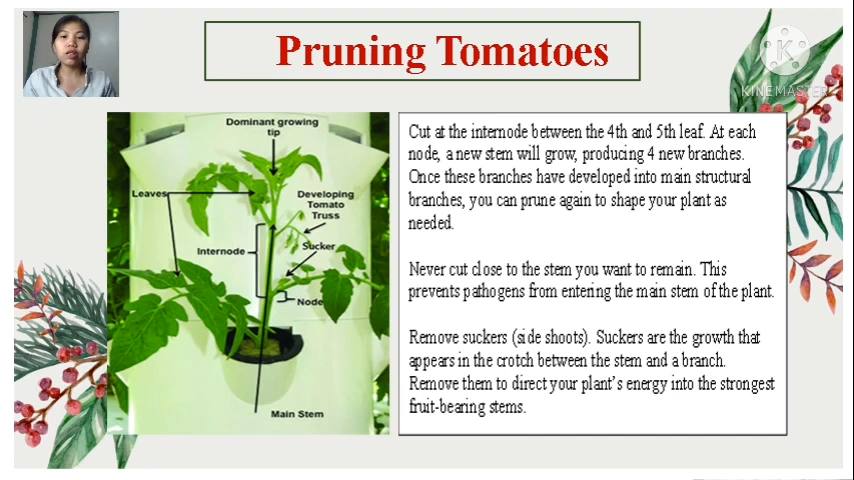 Pruning Tomatoes
K
KINEMASTER
Dominant growing
tip
Leaves
Developing
Tomato
Truss
Internode
Sucker
Node
Main Stem
Cut at the internode between the 4th and 5th leaf. At each
node, a new stem will grow, producing 4 new branches.
Once these branches have developed into main structural
branches, you can prune again to shape your plant as
needed.
Never cut close to the stem you want to remain. This
prevents pathogens from entering the main stem of the plant.
Remove suckers (side shoots). Suckers are the growth that
appears in the crotch between the stem and a branch.
Remove them to direct your plant's energy into the strongest
fruit-bearing stems.